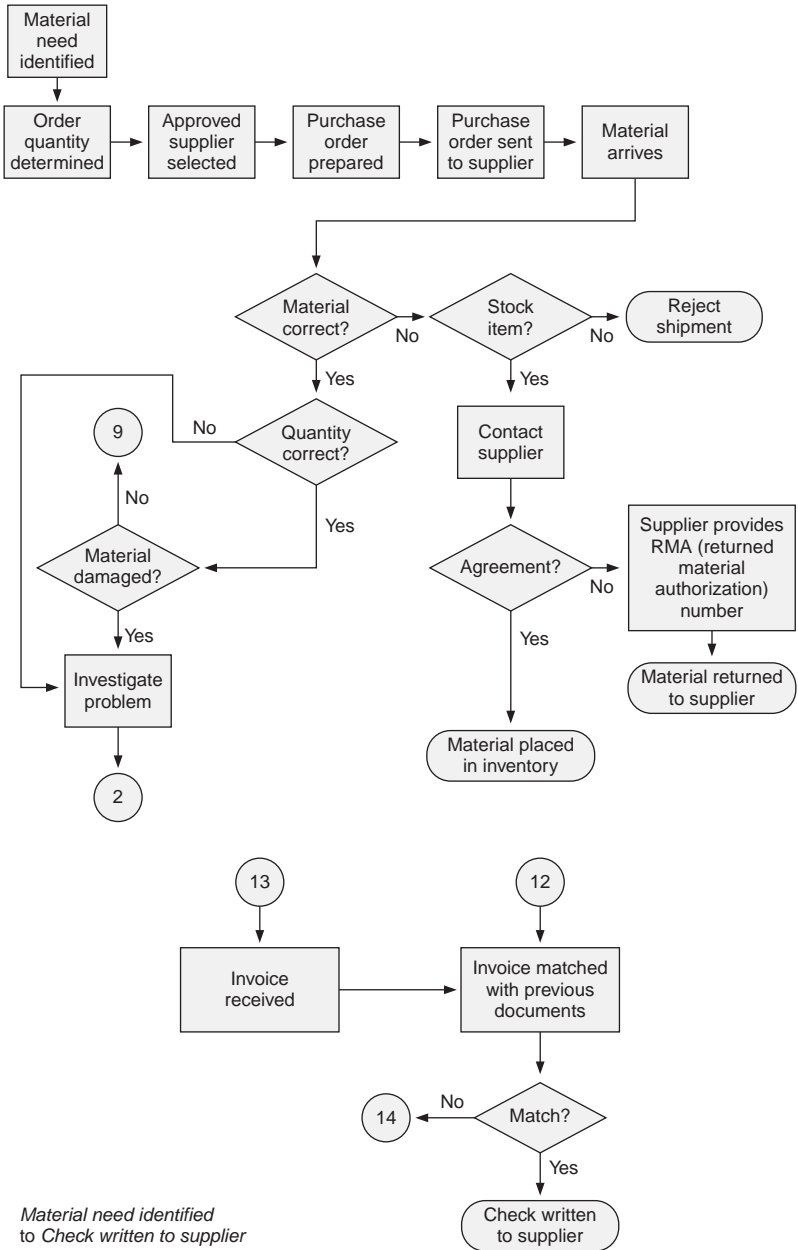 Material
need
identified
Order
quantity
determined
Approved
supplier
selected
Purchase
order
prepared
Purchase
order sent
to supplier
Material
arrives
Material
correct?
No
Stock
item?
No
Reject
shipment
Yes
Yes
9
No
Quantity
correct?
Contact
supplier
No
Yes
Material
damaged?
Agreement?
No
Supplier provides
RMA (returned
material
authorization)
number
Yes
Yes
Investigate
problem
Material returned
to supplier
Material placed
in inventory
2
13
12
Invoice
received
Invoice matched
with previous
documents
14
No
Match?
Yes
Material need identified
to Check written to supplier
Check written
to supplier